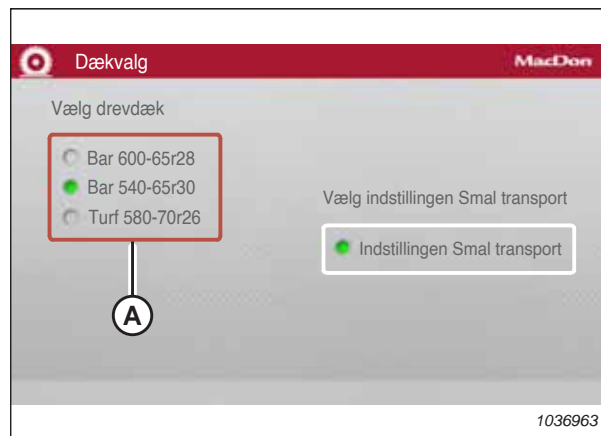 Dækvalg
MacDon
Vælg drevdæk
Bar 600-65r28
Bar 540-65r30
Turf 580-70r26
Vælg indstillingen Smal transport
Indstillingen Smal transport
A
1036963